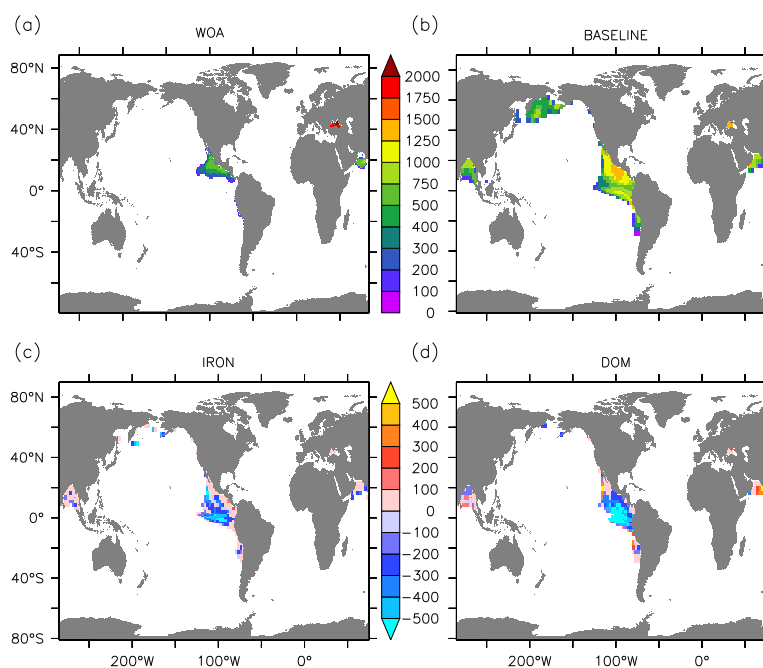 (a)
WOA
(b)
BASELINE
80°N
40°N
0°
40°S
2000
1750
1500
1250
1000
750
500
400
300
200
100
0
(c)
IRON
(d)
DOM
80°N
40°N
0°
40°S
80°S
500
400
300
200
100
0
−100
−200
−300
−400
−500
200°W 100°W 0°
200°W 100°W 0°